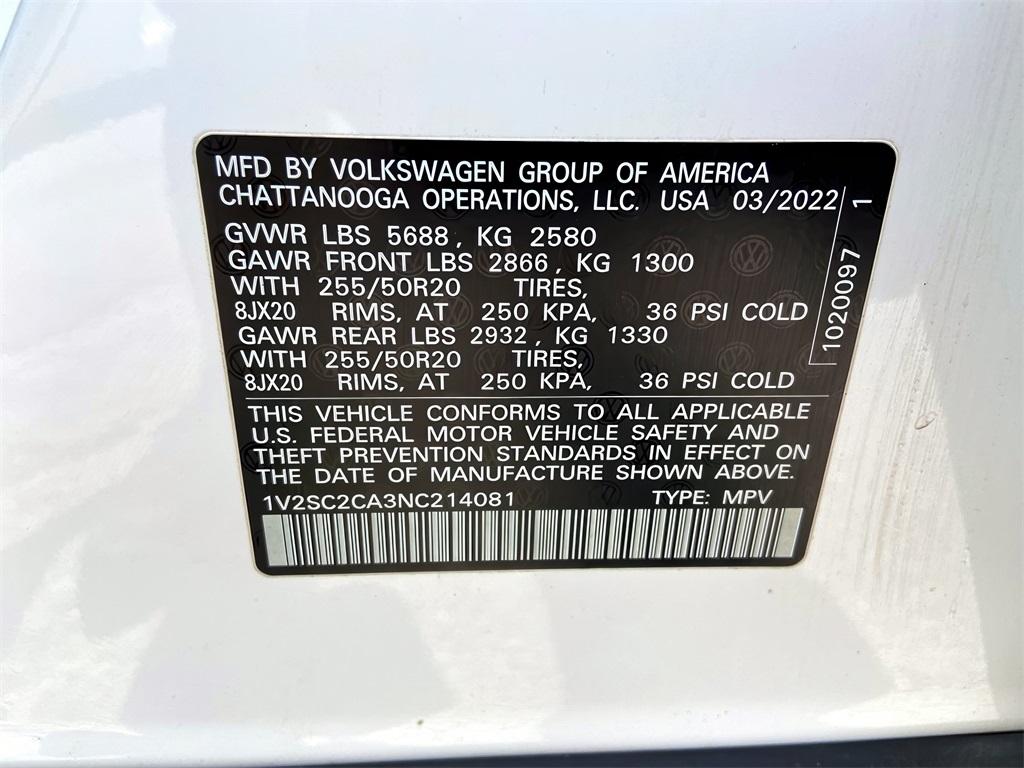 MFD BY VOLKSWAGEN GROUP OF AMERICA
CHATTANOOGA OPERATIONS, LLC. USA 03/2022
GVWR LBS 5688, KG 2580
GAWR FRONT LBS 2866, KG 1300
WITH 255/50R20 TIRES,
8JX20 RIMS, AT 250 KPA, 36 PSI COLD
GAWR REAR LBS 2932, KG 1330
WITH 255/50R20 TIRES,
8JX20 RIMS, AT 250 KPA, 36 PSI COLD
1020097 1
THIS VEHICLE CONFORMS TO ALL APPLICABLE
U.S. FEDERAL MOTOR VEHICLE SAFETY AND
THEFT PREVENTION STANDARDS IN EFFECT ON
THE DATE OF MANUFACTURE SHOWN ABOVE.
1V2SC2CA3NC214081 TYPE: MPV